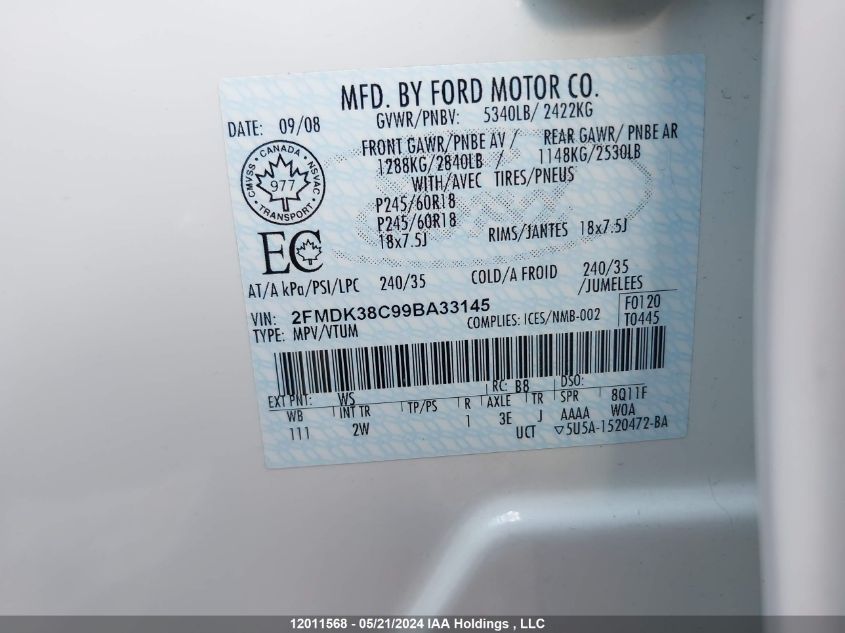 MFD. BY FORD MOTOR CO.
DATE: 09/08 GVWR/PNBV: 5340LB/ 2422KG
FRONT GAWR/PNBE AV / REAR GAWR/ PNBE AR
1288KG/2840LB / 1148KG/2530LB
WITH/AVEC TIRES/PNEUS
CMVSS · CANADA · NSVAC
977
TRANSPORT
P245/60R18
P245/60R18
18x7.5J RIMS/JANTES 18x7.5J
EC
AT/A kPa/PSI/LPC 240/35 COLD/A FROID 240/35
/JUMELEES
VIN: 2FMDK38C99BA33145 F0120
TYPE: MPV/VTUM COMPLIES: ICES/NMB-002 T0445
EXT PNT: WS RC: B8 DSO:
WB INT TR TP/PS R AXLE TR SPR 8Q11F
111 2W 1 3E J AAAA WOA
UCT ▽5U5A-1520472-BA
12011568 - 05/21/2024 IAA Holdings , LLC